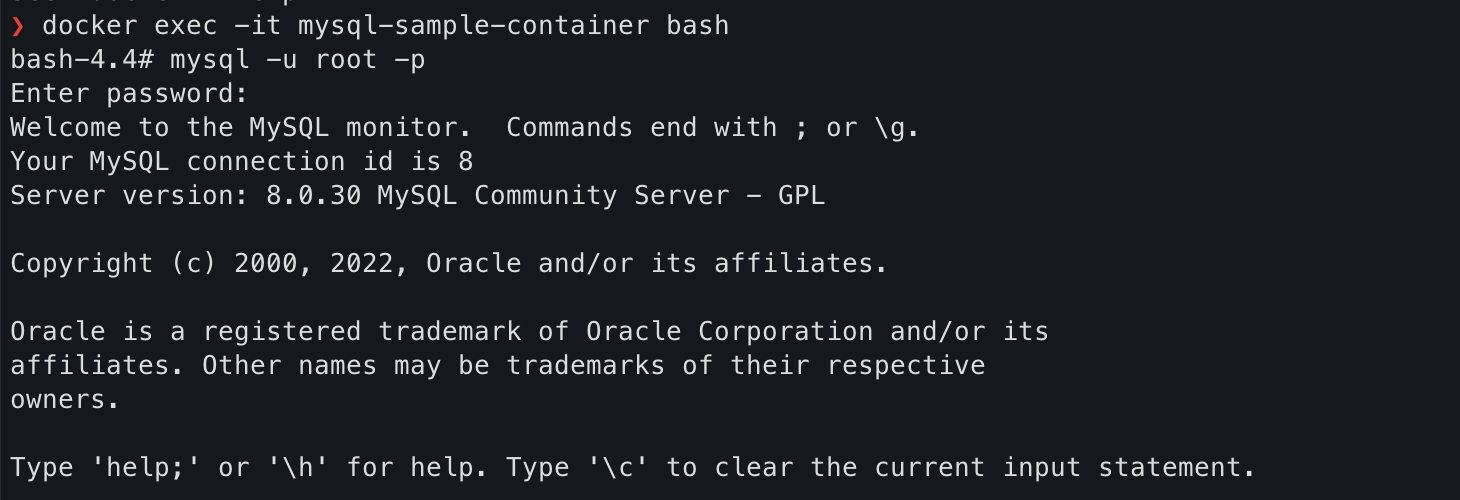 ❯ docker exec -it mysql-sample-container bash
bash-4.4# mysql -u root -p
Enter password:
Welcome to the MySQL monitor.  Commands end with ; or \g.
Your MySQL connection id is 8
Server version: 8.0.30 MySQL Community Server - GPL

Copyright (c) 2000, 2022, Oracle and/or its affiliates.

Oracle is a registered trademark of Oracle Corporation and/or its
affiliates. Other names may be trademarks of their respective
owners.

Type 'help;' or '\h' for help. Type '\c' to clear the current input statement.